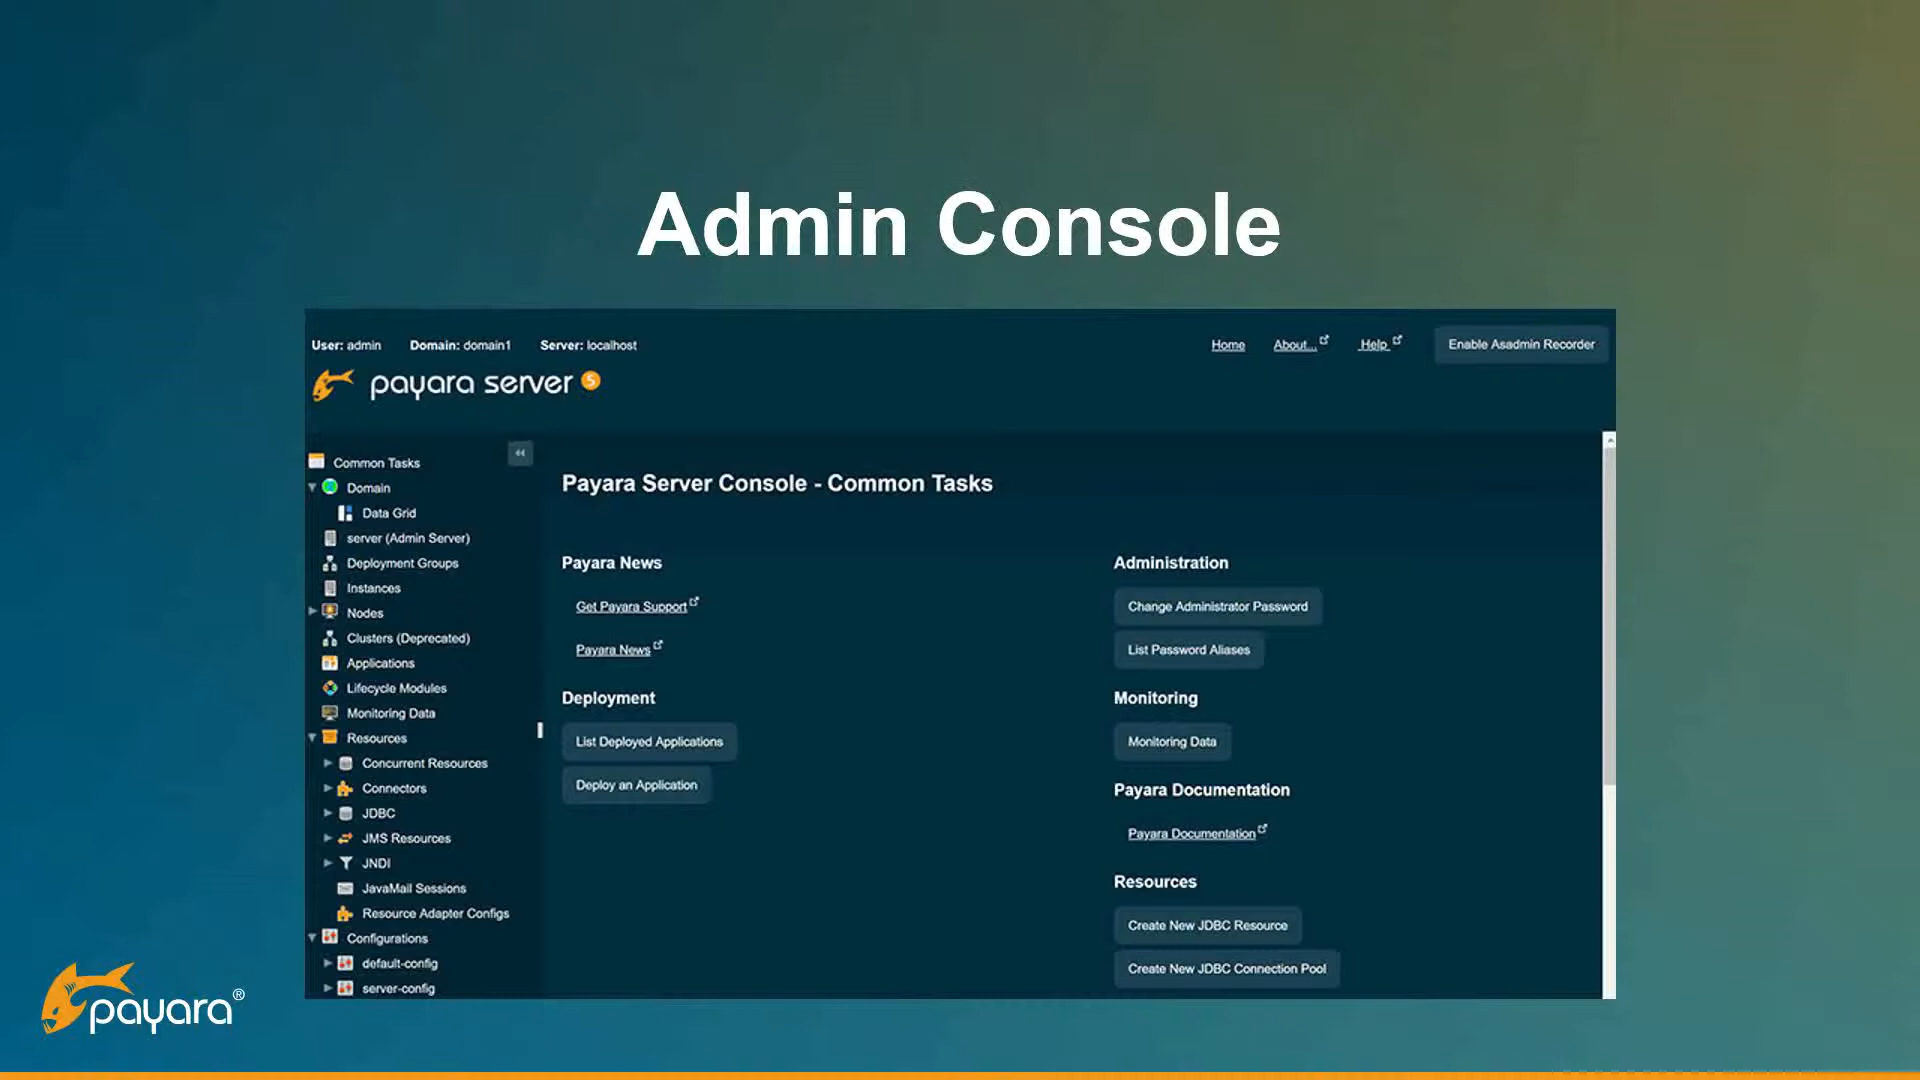 Admin Console
User: admin Domain: domain1 Server: localhost
Home About... Help Enable Asadmin Recorder
payara server 5
Common Tasks
Domain
Data Grid
server (Admin Server)
Deployment Groups
Instances
Nodes
Clusters (Deprecated)
Applications
Lifecycle Modules
Monitoring Data
Resources
Concurrent Resources
Connectors
JDBC
JMS Resources
JNDI
JavaMail Sessions
Resource Adapter Configs
Configurations
default-config
server-config
Payara Server Console - Common Tasks
Payara News
Get Payara Support
Payara News
Deployment
List Deployed Applications
Deploy an Application
Administration
Change Administrator Password
List Password Aliases
Monitoring
Monitoring Data
Payara Documentation
Payara Documentation
Resources
Create New JDBC Resource
Create New JDBC Connection Pool
payara®